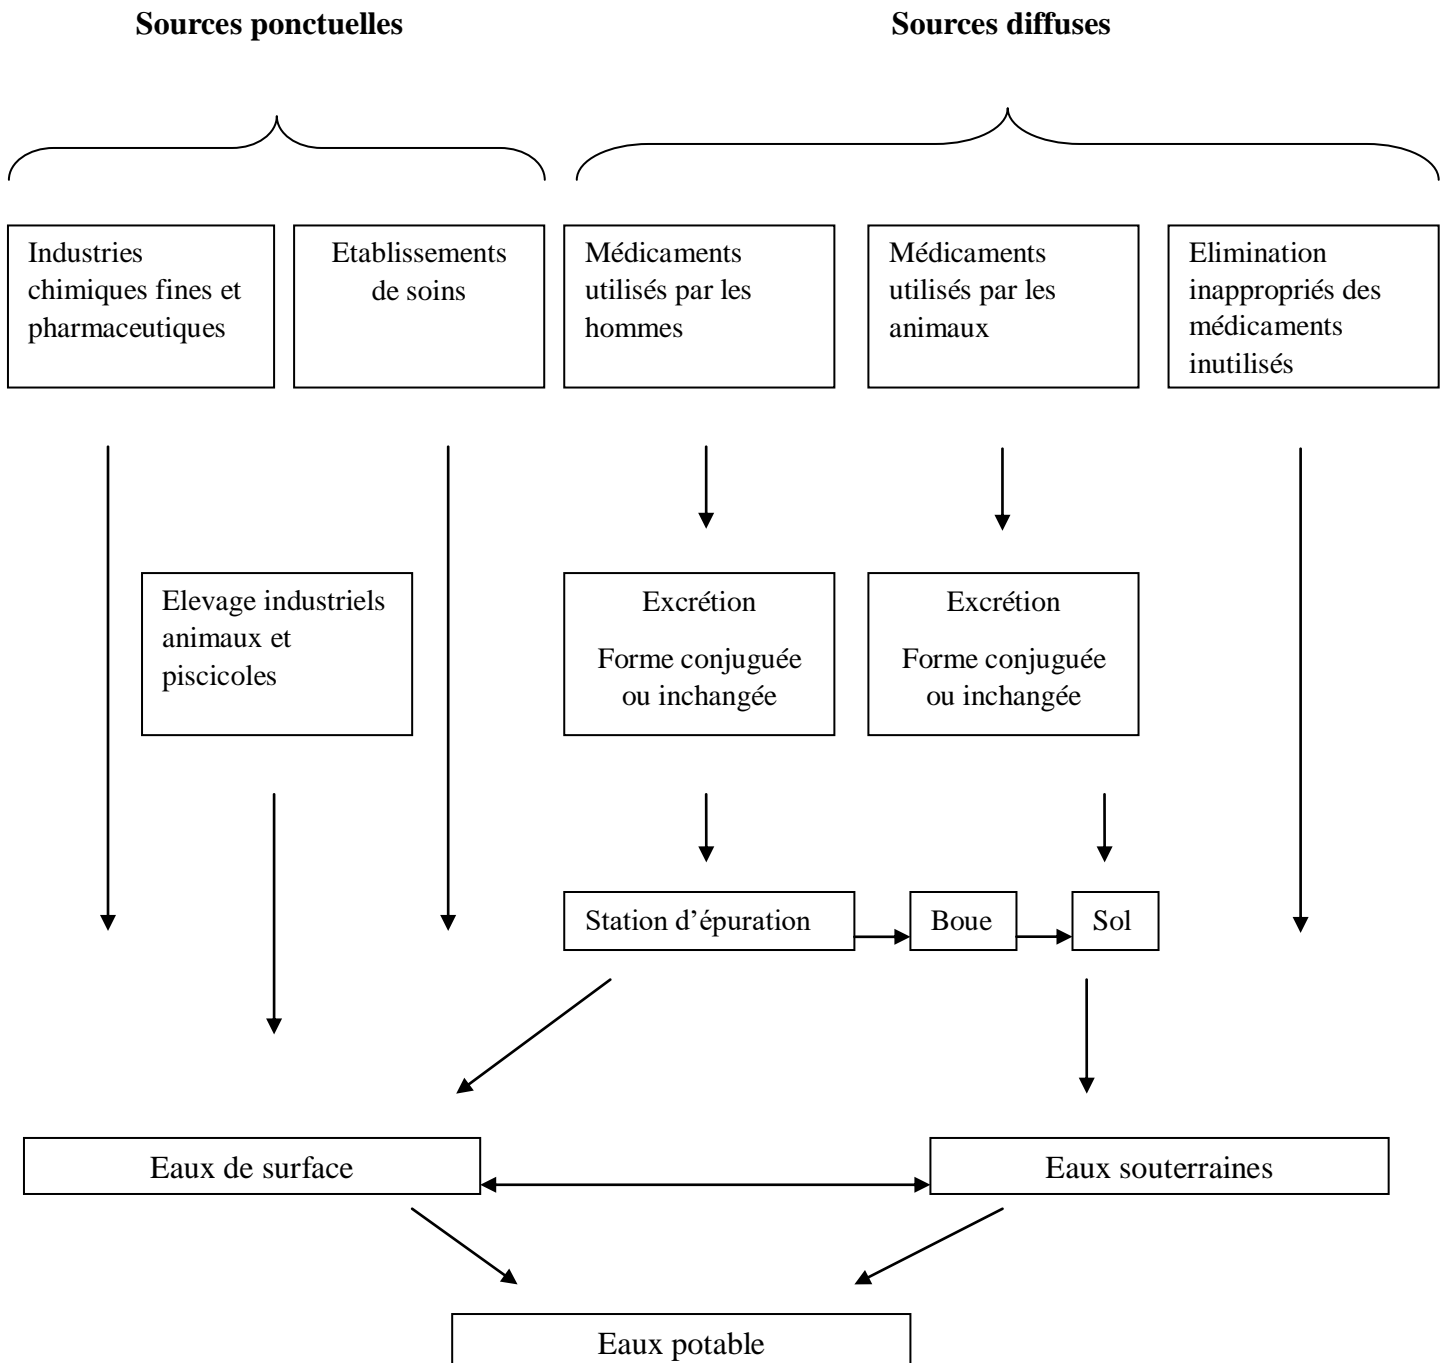 Sources ponctuelles
Sources diffuses
Industries
chimiques fines et
pharmaceutiques
Etablissements
de soins
Médicaments
utilisés par les
hommes
Médicaments
utilisés par les
animaux
Elimination
inappropriés des
médicaments
inutilisés
Elevage industriels
animaux et
piscicoles
Excrétion
Forme conjuguée
ou inchangée
Excrétion
Forme conjuguée
ou inchangée
Station d’épuration
Boue
Sol
Eaux de surface
Eaux souterraines
Eaux potable